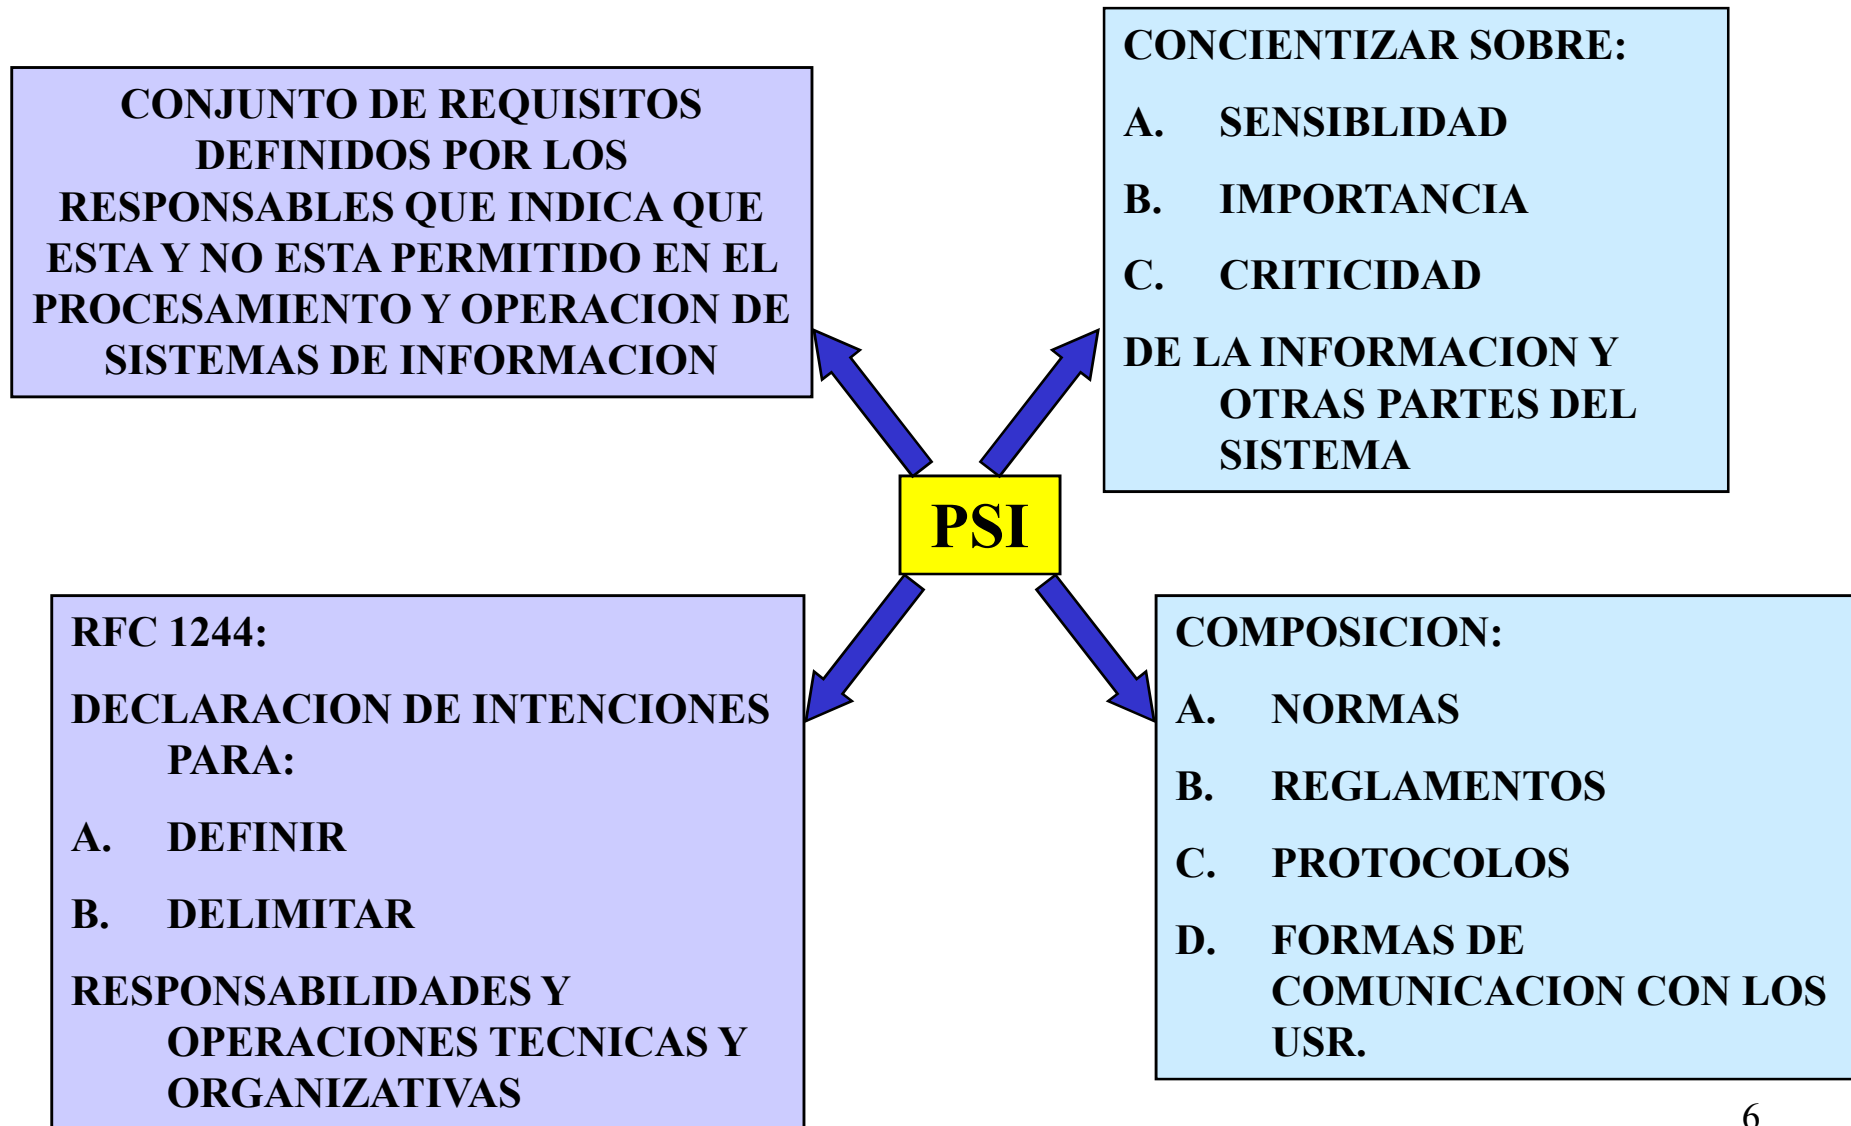 CONJUNTO DE REQUISITOS
DEFINIDOS POR LOS
RESPONSABLES QUE INDICA QUE
ESTA Y NO ESTA PERMITIDO EN EL
PROCESAMIENTO Y OPERACION DE
SISTEMAS DE INFORMACION
CONCIENTIZAR SOBRE:
A. SENSIBLIDAD
B. IMPORTANCIA
C. CRITICIDAD
DE LA INFORMACION Y
OTRAS PARTES DEL
SISTEMA
PSI
RFC 1244:
DECLARACION DE INTENCIONES
PARA:
A. DEFINIR
B. DELIMITAR
RESPONSABILIDADES Y
OPERACIONES TECNICAS Y
ORGANIZATIVAS
COMPOSICION:
A. NORMAS
B. REGLAMENTOS
C. PROTOCOLOS
D. FORMAS DE
COMUNICACION CON LOS
USR.
6